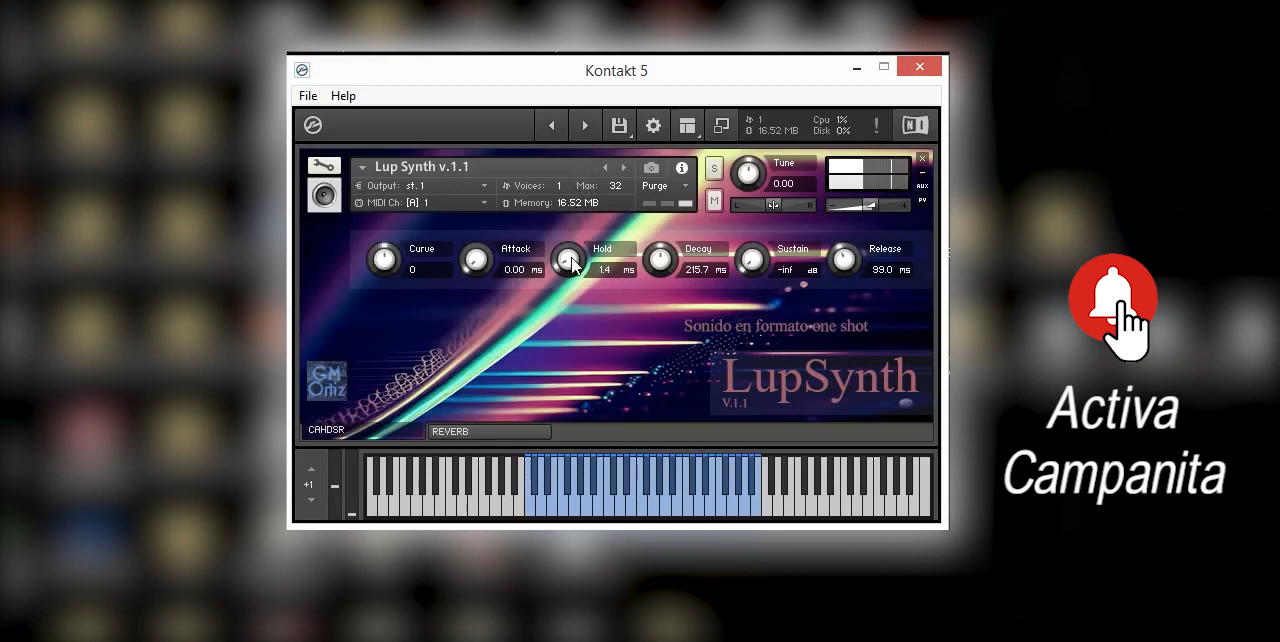 Kontakt 5
File Help
1
16.52 MB
Cpu 1%
Disk 0%
!
NI
Lup Synth v.1.1
Output: st. 1
Voices: 1 Max: 32
Purge
MIDI Ch: [A] 1
Memory: 16.52 MB
S
M
Tune
0.00
L R
AUX
PV
Curve
0
Attack
0.00 ms
Hold
1.4 ms
Decay
215.7 ms
Sustain
-inf dB
Release
99.0 ms
Sonido en formato one shot
LupSynth
V.1.1
GM
Ortiz
CAHDSR
REVERB
+1
Activa
Campanita